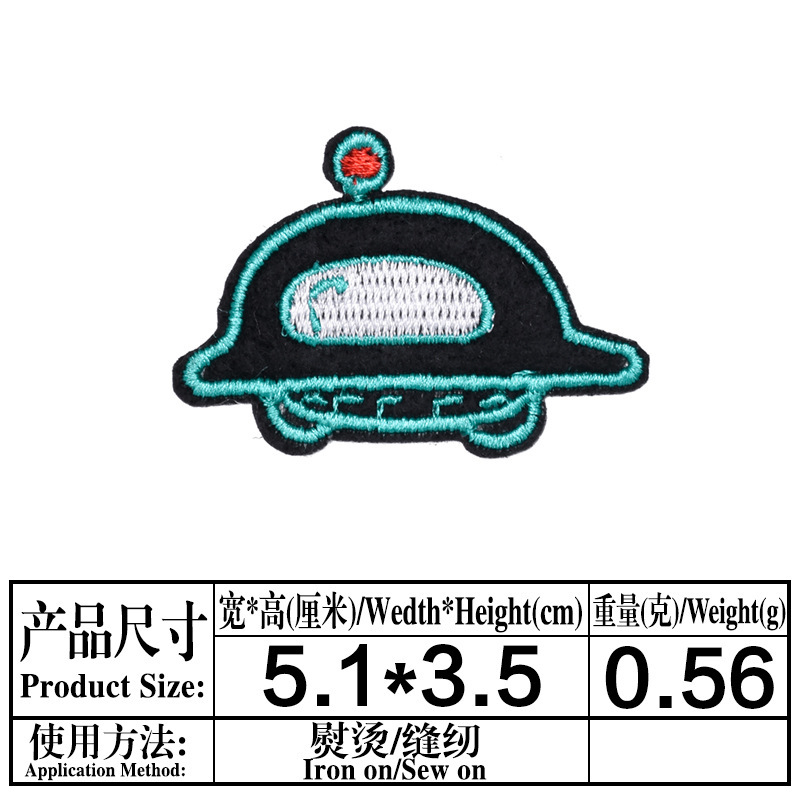 产品尺寸
Product Size:
宽*高(厘米)/Wedth*Height(cm)
重量(克)/Weight(g)
5.1*3.5
0.56
使用方法:
Application Method:
熨烫/缝纫
Iron on/Sew on